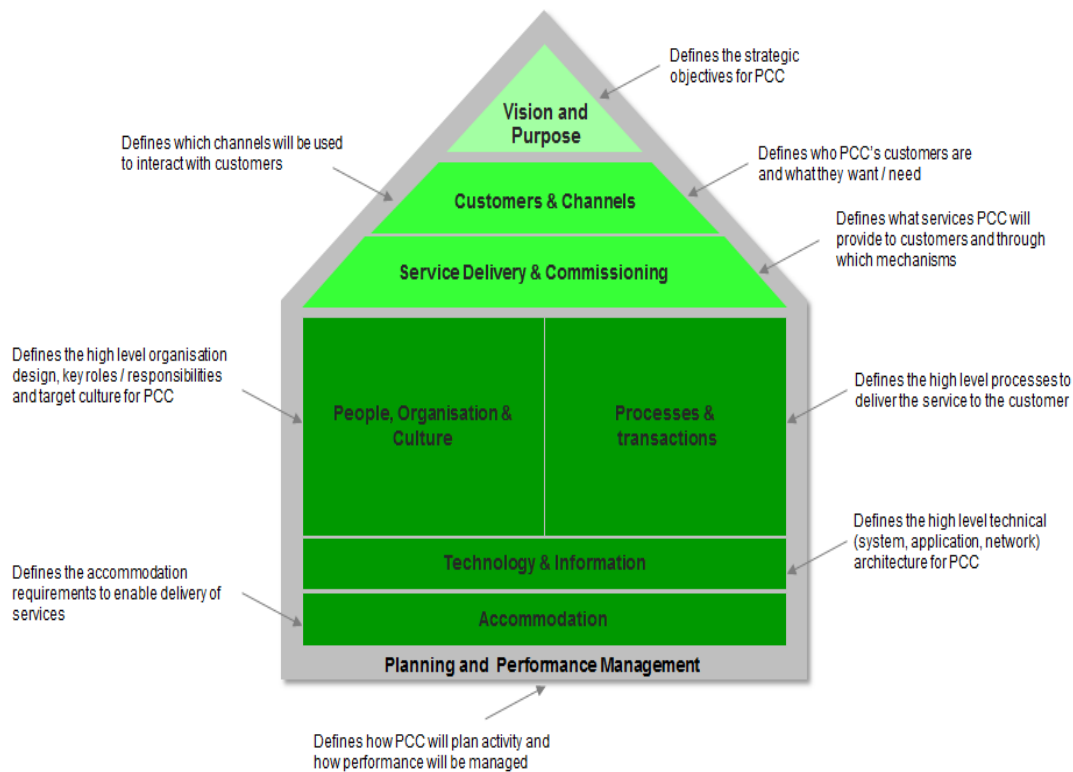 Defines the strategic
objectives for PCC
Vision and
Purpose
Defines which channels will be used
to interact with customers
Defines who PCC's customers are
and what they want / need
Customers & Channels
Defines what services PCC will
provide to customers and through
which mechanisms
Service Delivery & Commissioning
Defines the high level organisation
design, key roles / responsibilities
and target culture for PCC
People, Organisation &
Culture
Processes &
transactions
Defines the high level processes to
deliver the service to the customer
Defines the high level technical
(system, application, network)
architecture for PCC
Technology & Information
Defines the accommodation
requirements to enable delivery of
services
Accommodation
Planning and Performance Management
Defines how PCC will plan activity and
how performance will be managed